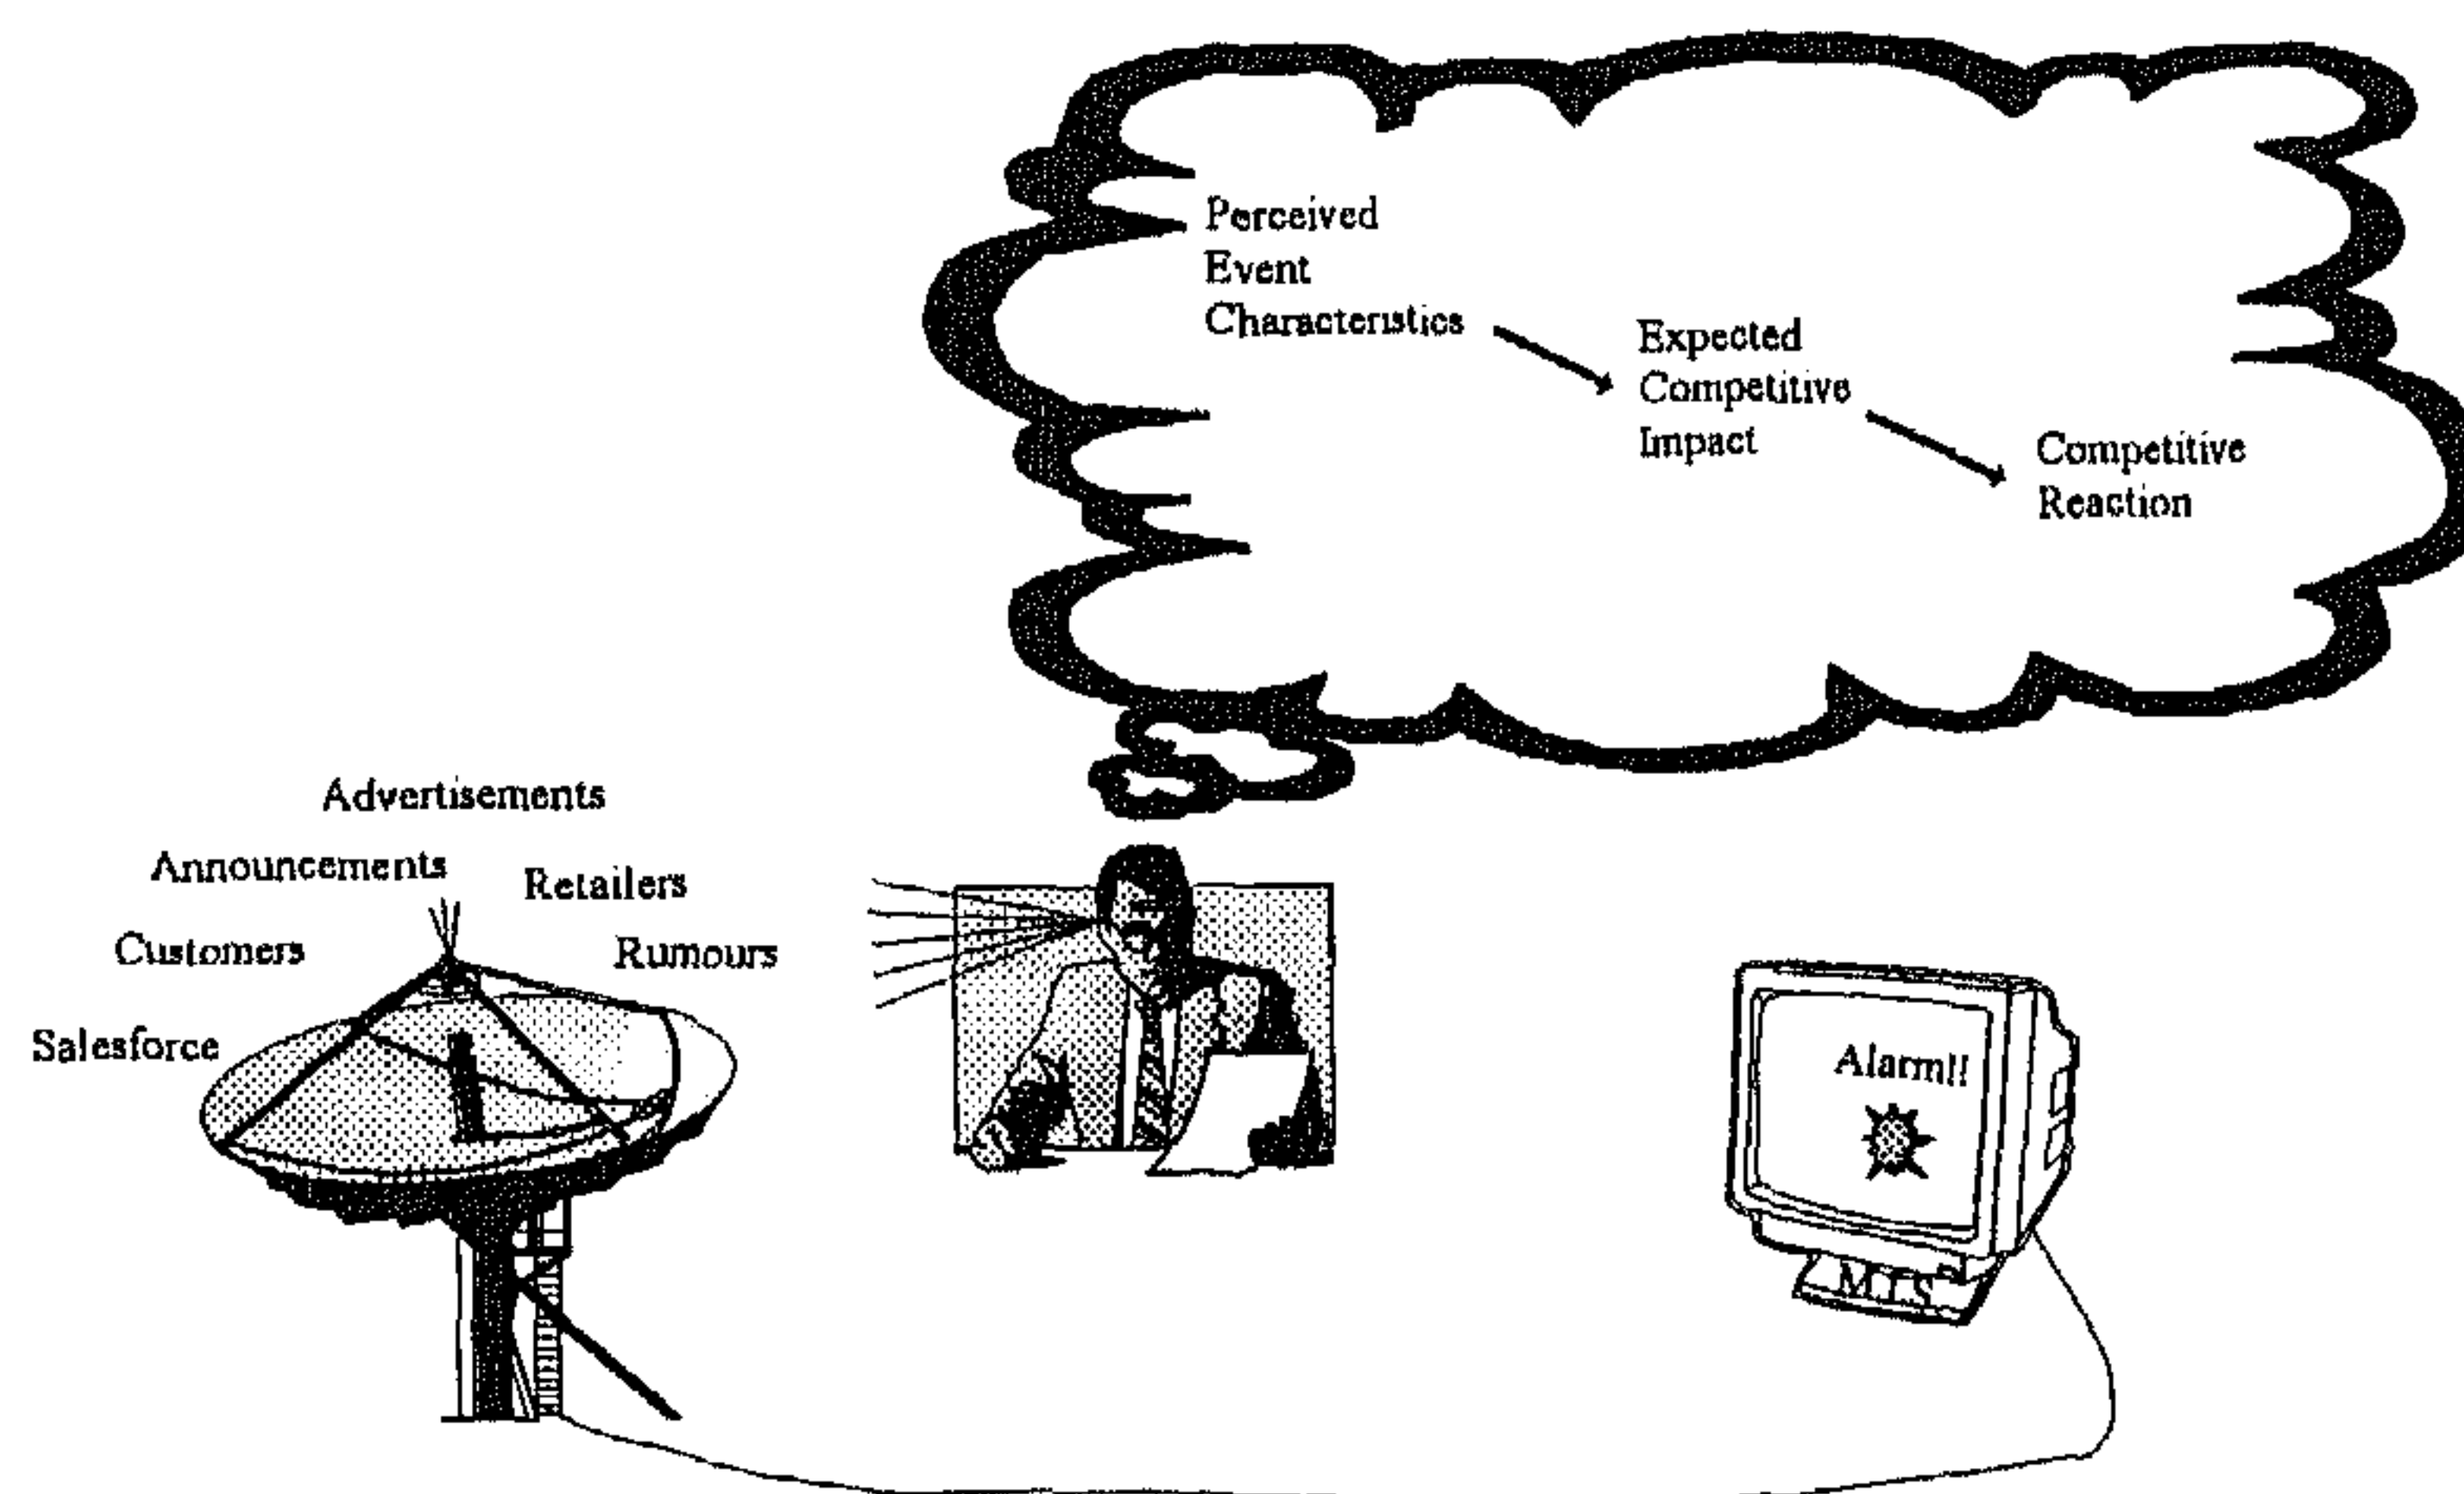 Perceived
Event
Characteristics
Expected
Competitive
Impact
Competitive
Reaction
Advertisements
Announcements
Retailers
Customers
Rumours
Salesforce
Alarm!!
MIS